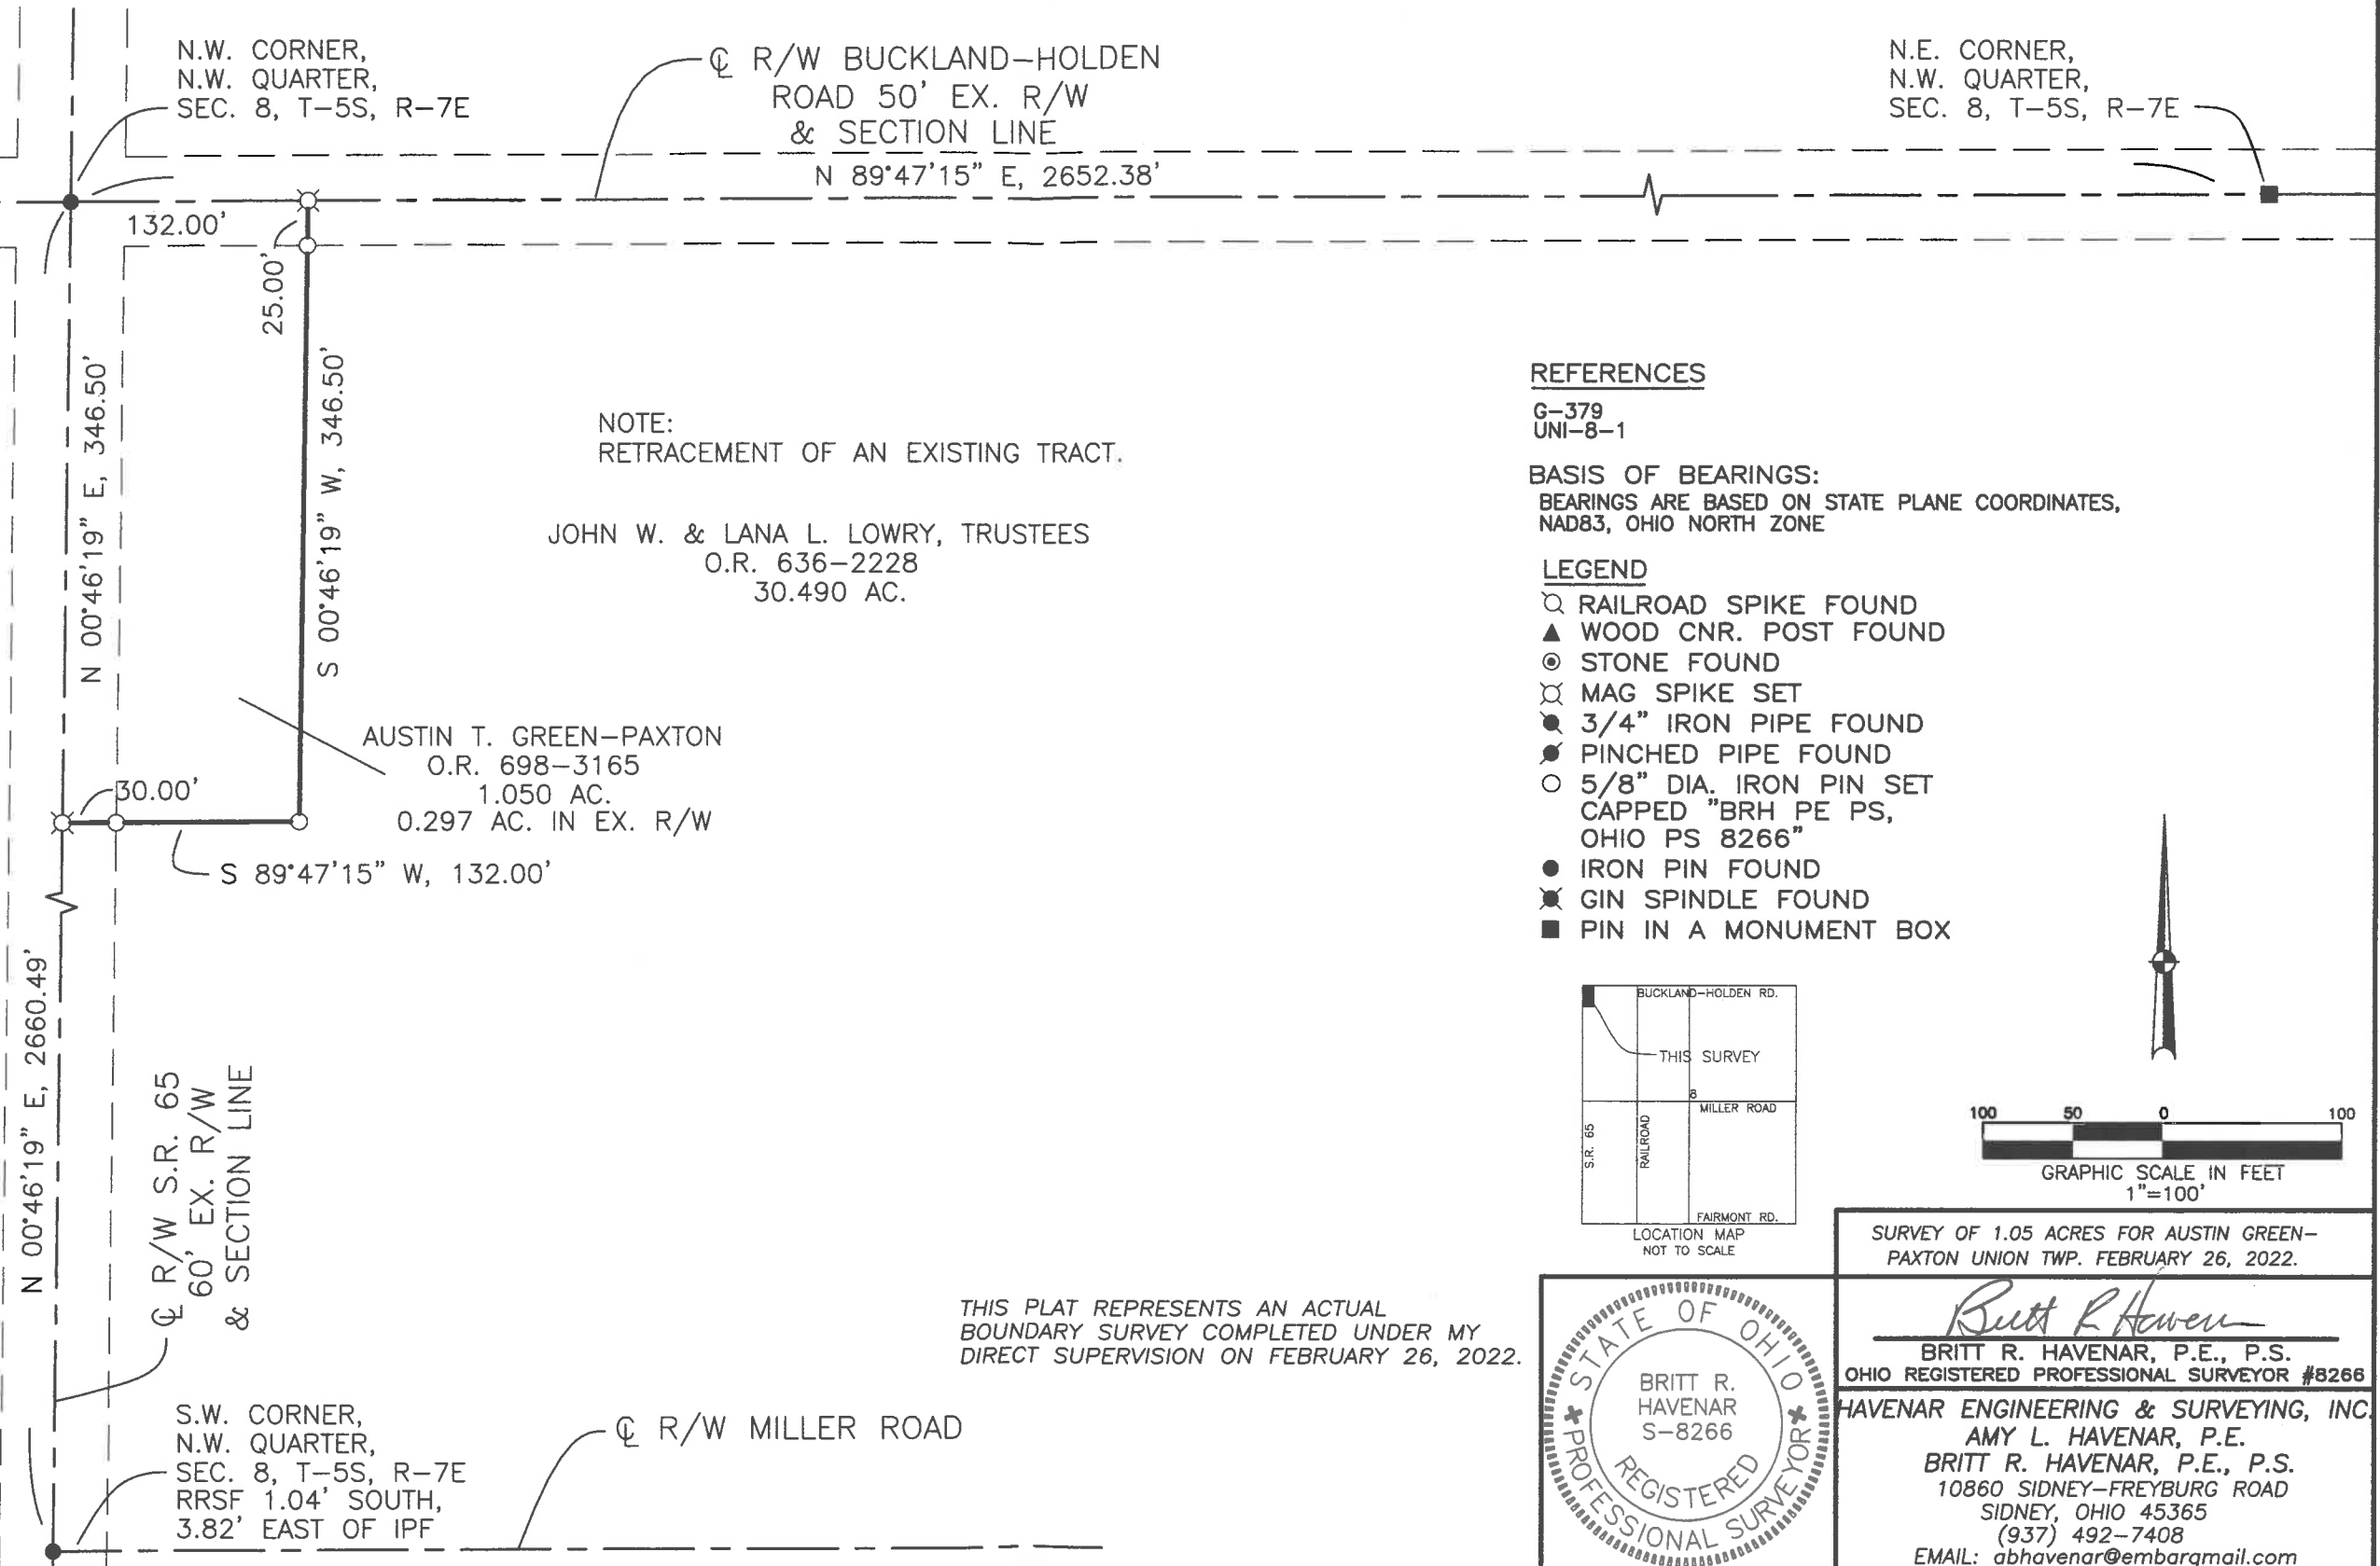 N.W. CORNER,
N.W. QUARTER,
SEC. 8, T-5S, R-7E
℄ R/W BUCKLAND-HOLDEN
ROAD 50' EX. R/W
& SECTION LINE
N 89°47'15" E, 2652.38'
N.E. CORNER,
N.W. QUARTER,
SEC. 8, T-5S, R-7E
132.00'
25.00'
N 00°46'19" E, 346.50'
S 00°46'19" W, 346.50'
NOTE:
RETRACEMENT OF AN EXISTING TRACT.
JOHN W. & LANA L. LOWRY, TRUSTEES
O.R. 636-2228
30.490 AC.
AUSTIN T. GREEN-PAXTON
O.R. 698-3165
1.050 AC.
0.297 AC. IN EX. R/W
30.00'
S 89°47'15" W, 132.00'
N 00°46'19" E, 2660.49'
℄ R/W S.R. 65
60' EX. R/W
& SECTION LINE
S.W. CORNER,
N.W. QUARTER,
SEC. 8, T-5S, R-7E
RRSF 1.04' SOUTH,
3.82' EAST OF IPF
℄ R/W MILLER ROAD
THIS PLAT REPRESENTS AN ACTUAL
BOUNDARY SURVEY COMPLETED UNDER MY
DIRECT SUPERVISION ON FEBRUARY 26, 2022.
REFERENCES
G-379
UNI-8-1
BASIS OF BEARINGS:
BEARINGS ARE BASED ON STATE PLANE COORDINATES,
NAD83, OHIO NORTH ZONE
LEGEND
RAILROAD SPIKE FOUND
WOOD CNR. POST FOUND
STONE FOUND
MAG SPIKE SET
3/4" IRON PIPE FOUND
PINCHED PIPE FOUND
5/8" DIA. IRON PIN SET
CAPPED "BRH PE PS,
OHIO PS 8266"
IRON PIN FOUND
GIN SPINDLE FOUND
PIN IN A MONUMENT BOX
BUCKLAND-HOLDEN RD.
THIS SURVEY
8
MILLER ROAD
S.R. 65
RAILROAD
FAIRMONT RD.
LOCATION MAP
NOT TO SCALE
100 50 0 100
GRAPHIC SCALE IN FEET
1"=100'
SURVEY OF 1.05 ACRES FOR AUSTIN GREEN-
PAXTON UNION TWP. FEBRUARY 26, 2022.
Britt R Haven
BRITT R. HAVENAR, P.E., P.S.
OHIO REGISTERED PROFESSIONAL SURVEYOR #8266
HAVENAR ENGINEERING & SURVEYING, INC.
AMY L. HAVENAR, P.E.
BRITT R. HAVENAR, P.E., P.S.
10860 SIDNEY-FREYBURG ROAD
SIDNEY, OHIO 45365
(937) 492-7408
EMAIL: abhavenar@embarqmail.com
STATE OF OHIO
BRITT R.
HAVENAR
S-8266
REGISTERED
PROFESSIONAL SURVEYOR